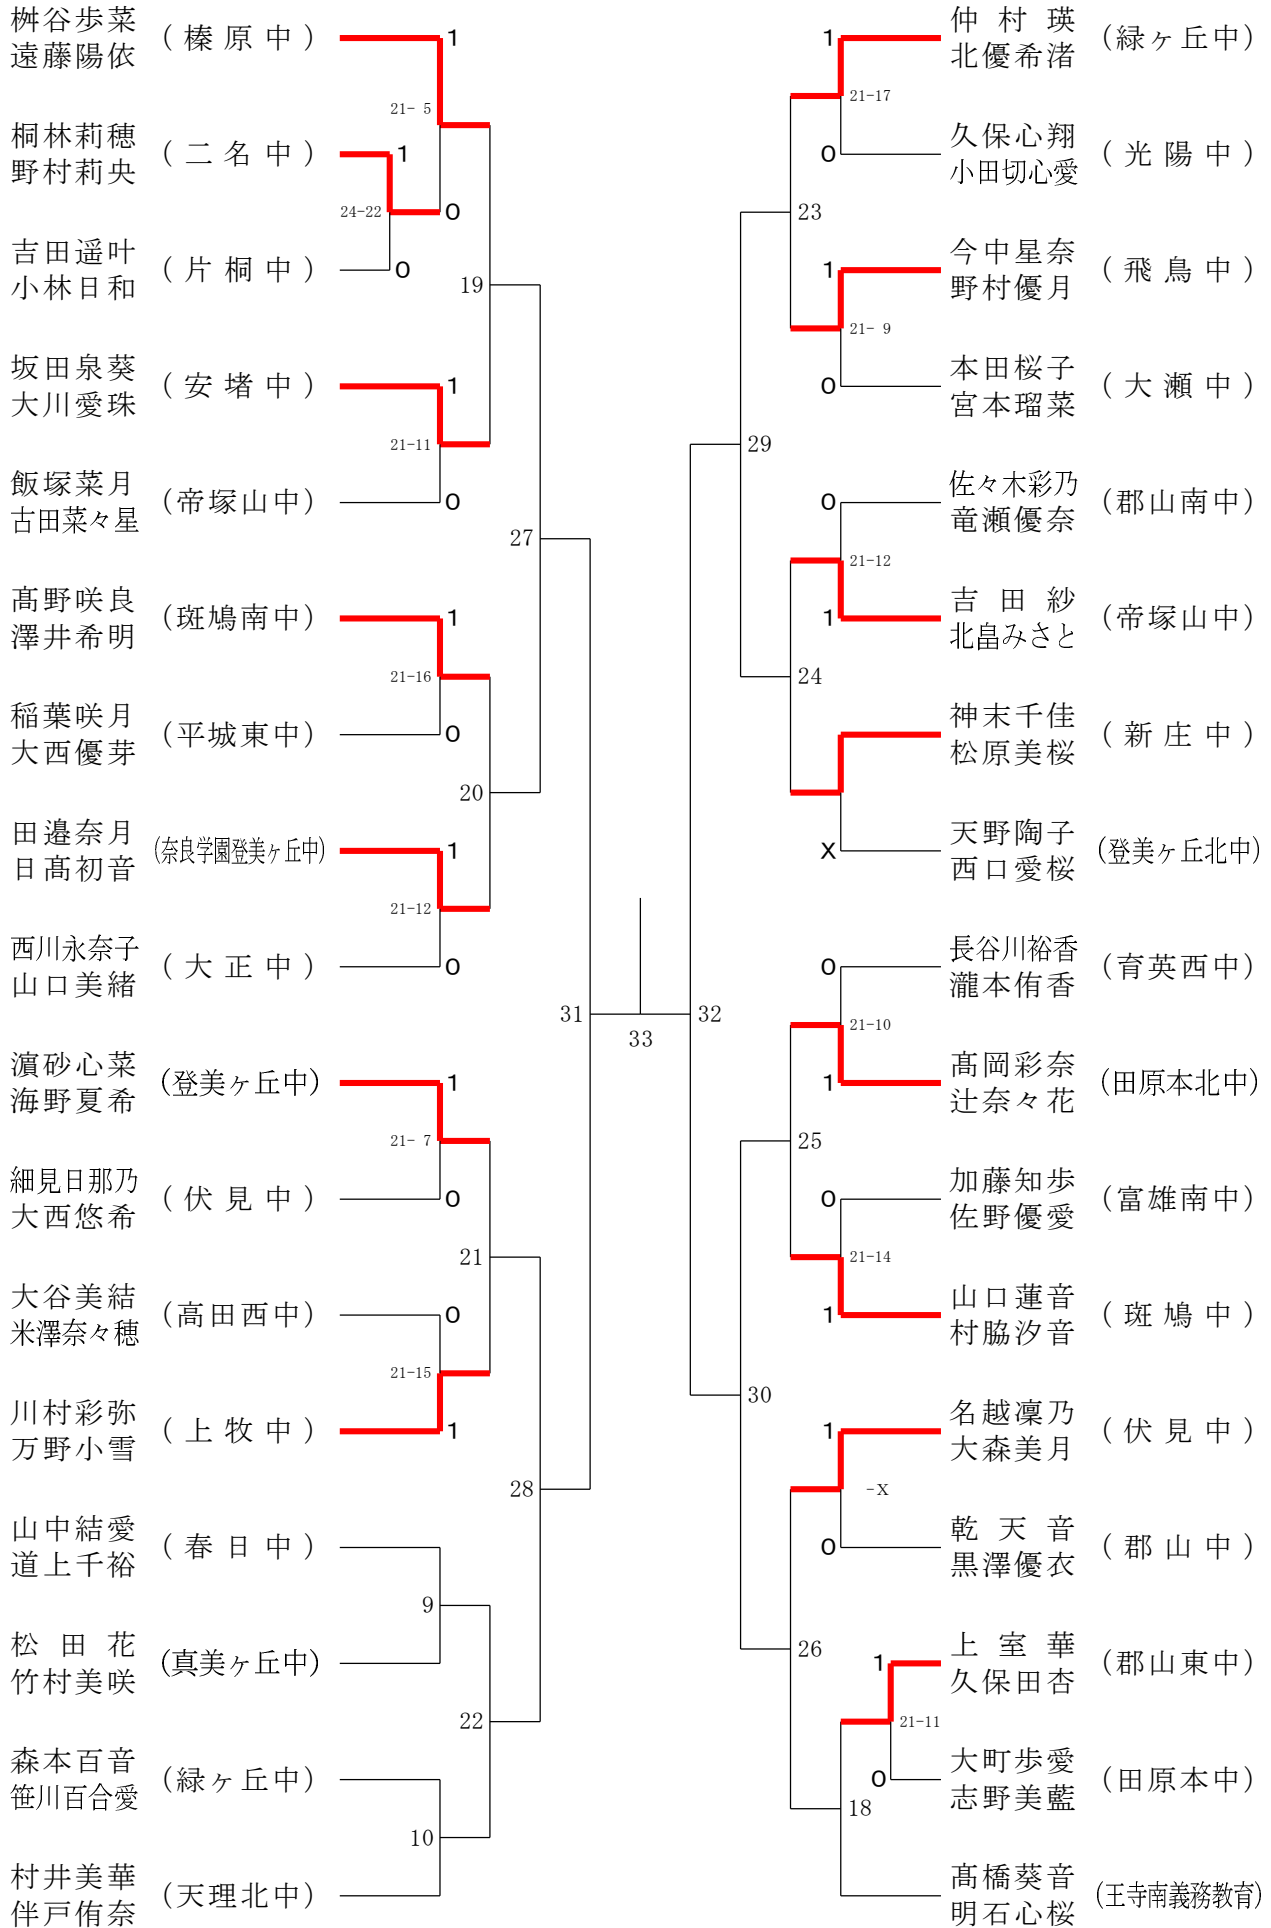 桝谷歩菜
遠藤陽依
(榛原中)
1
21- 5
桐林莉穂
野村莉央
(二名中)
1
24-22
0
吉田遥叶
小林日和
(片桐中)
0
19
坂田泉葵
大川愛珠
(安堵中)
1
21-11
飯塚菜月
古田菜々星
(帝塚山中)
0
27
髙野咲良
澤井希明
(斑鳩南中)
1
21-16
稲葉咲月
大西優芽
(平城東中)
0
20
田邉奈月
日髙初音
(奈良学園登美ヶ丘中)
1
21-12
西川永奈子
山口美緒
(大正中)
0
31
33
32
濵砂心菜
海野夏希
(登美ヶ丘中)
1
21- 7
細見日那乃
大西悠希
(伏見中)
0
21
大谷美結
米澤奈々穂
(高田西中)
0
21-15
川村彩弥
万野小雪
(上牧中)
1
28
山中結愛
道上千裕
(春日中)
9
松田花
竹村美咲
(真美ヶ丘中)
22
森本百音
笹川百合愛
(緑ヶ丘中)
10
村井美華
伴戸侑奈
(天理北中)
1
仲村瑛
北優希渚
(緑ヶ丘中)
21-17
0
久保心翔
小田切心愛
(光陽中)
23
1
今中星奈
野村優月
(飛鳥中)
21- 9
0
本田桜子
宮本瑠菜
(大瀬中)
29
0
佐々木彩乃
竜瀬優奈
(郡山南中)
21-12
1
吉田紗
北畠みさと
(帝塚山中)
24
神末千佳
松原美桜
(新庄中)
X
天野陶子
西口愛桜
(登美ヶ丘北中)
0
長谷川裕香
瀧本侑香
(育英西中)
21-10
1
髙岡彩奈
辻奈々花
(田原本北中)
25
0
加藤知歩
佐野優愛
(富雄南中)
21-14
1
山口蓮音
村脇汐音
(斑鳩中)
30
1
名越凜乃
大森美月
(伏見中)
-X
0
乾天音
黒澤優衣
(郡山中)
26
1
上室華
久保田杏
(郡山東中)
21-11
0
大町歩愛
志野美藍
(田原本中)
18
髙橋葵音
明石心桜
(王寺南義務教育)